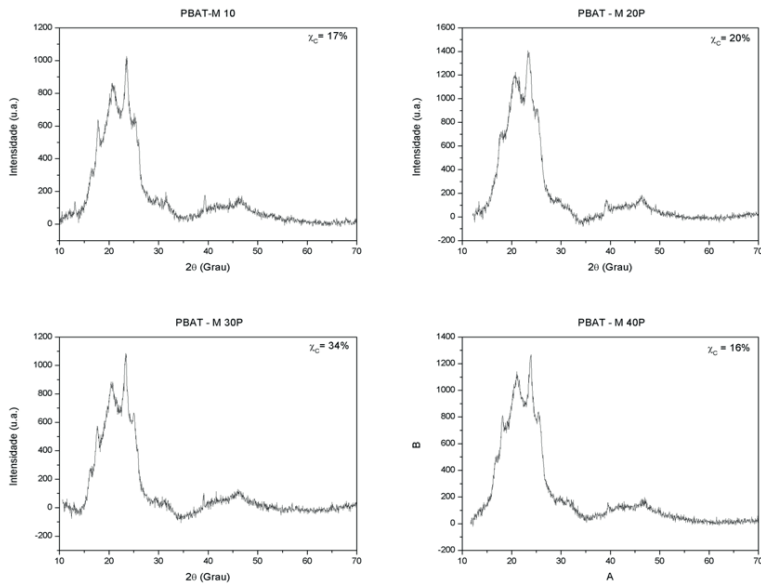 PBAT-M 10
χC= 17%
Intensidade (u.a.)
1200
1000
800
600
400
200
0
10 20 30 40 50 60 70
2θ (Grau)
PBAT - M 20P
χC= 20%
Intensidade (u.a.)
1600
1400
1200
1000
800
600
400
200
0
-200
10 20 30 40 50 60 70
2θ (Grau)
PBAT - M 30P
χC= 34%
Intensidade (u.a.)
1200
1000
800
600
400
200
0
-200
10 20 30 40 50 60 70
2θ (Grau)
PBAT - M 40P
χC = 16%
B
1400
1200
1000
800
600
400
200
0
-200
10 20 30 40 50 60 70
A